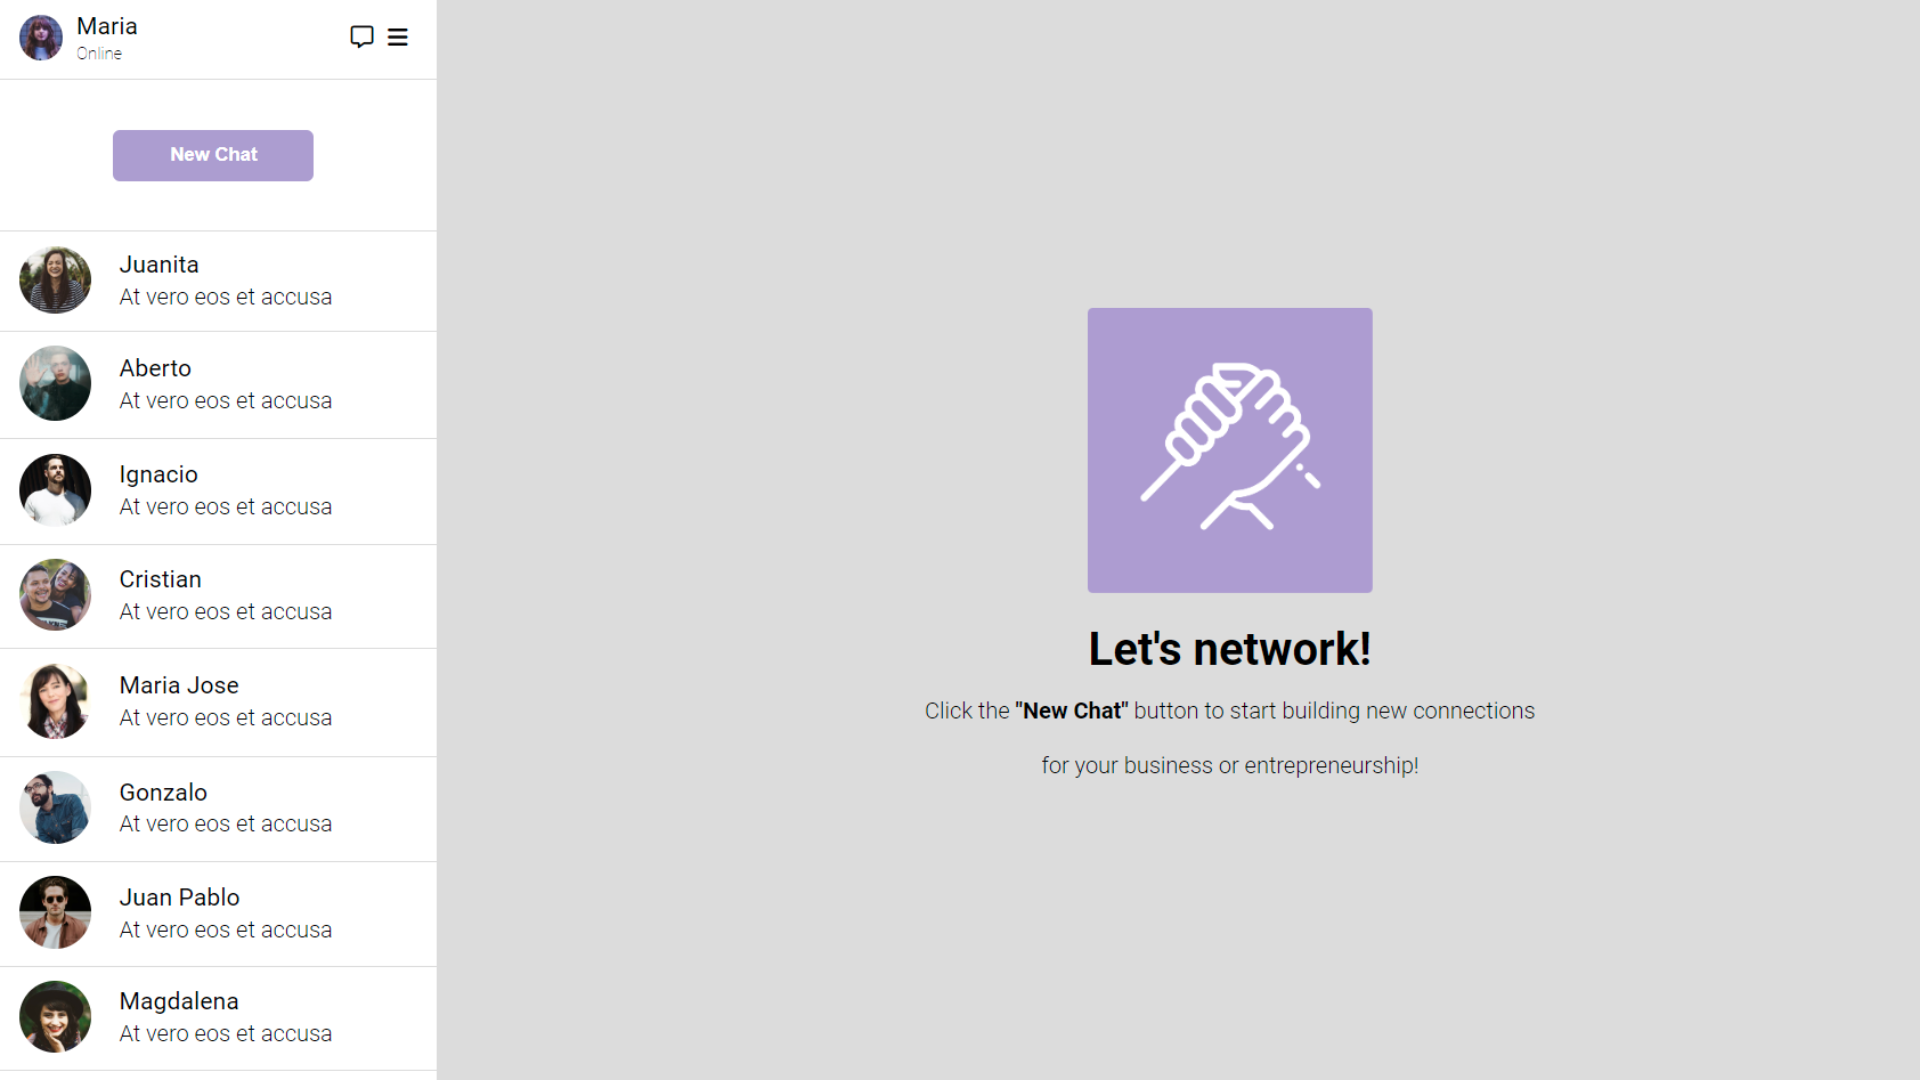 Maria
Online
New Chat
Juanita
At vero eos et accusa
Aberto
At vero eos et accusa
Ignacio
At vero eos et accusa
Cristian
At vero eos et accusa
Maria Jose
At vero eos et accusa
Gonzalo
At vero eos et accusa
Juan Pablo
At vero eos et accusa
Magdalena
At vero eos et accusa
Let's network!
Click the "New Chat" button to start building new connections
for your business or entrepreneurship!